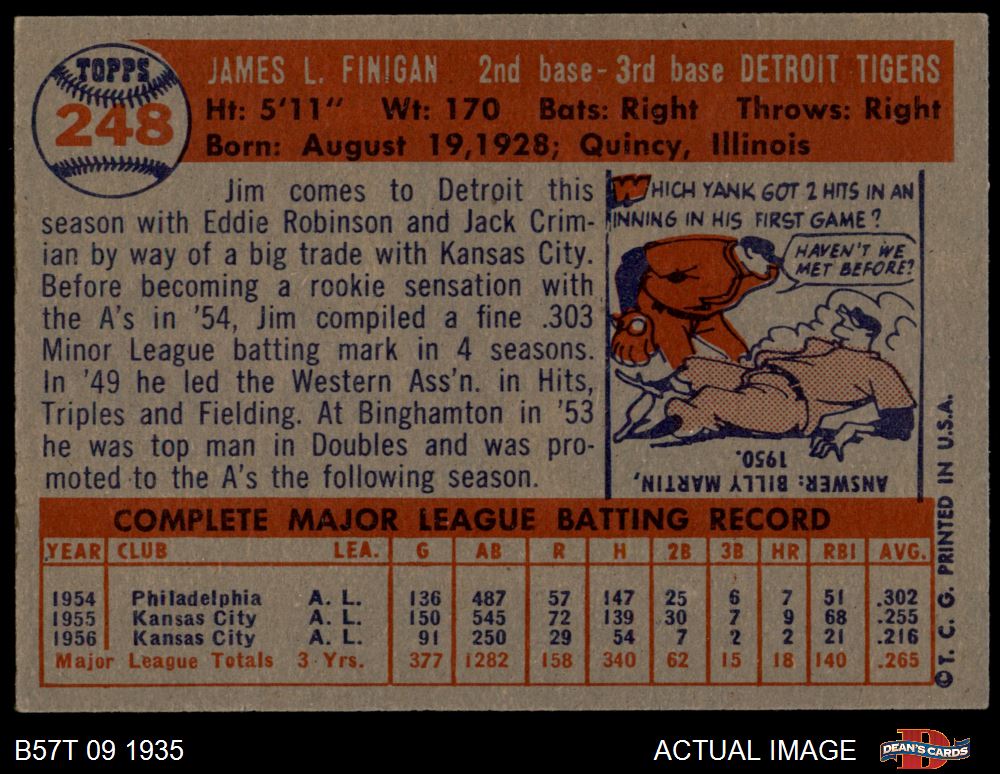 TOPPS
248
JAMES L. FINIGAN 2nd base-3rd base DETROIT TIGERS
Ht: 5'11" Wt: 170 Bats: Right Throws: Right
Born: August 19,1928; Quincy, Illinois
Jim comes to Detroit this
season with Eddie Robinson and Jack Crim-
ian by way of a big trade with Kansas City.
Before becoming a rookie sensation with
the A's in '54, Jim compiled a fine .303
Minor League batting mark in 4 seasons.
In '49 he led the Western Ass'n. in Hits,
Triples and Fielding. At Binghamton in '53
he was top man in Doubles and was pro-
moted to the A's the following season.
WHICH YANK GOT 2 HITS IN AN
INNING IN HIS FIRST GAME?
HAVEN'T WE
MET BEFORE?
ANSWER: BILLY MARTIN,
1950.
COMPLETE MAJOR LEAGUE BATTING RECORD
YEAR CLUB LEA. G AB R H 2B 3B HR RBI AVG.
1954 Philadelphia A. L. 136 487 57 147 25 6 7 51 .302
1955 Kansas City A. L. 150 545 72 139 30 7 9 68 .255
1956 Kansas City A. L. 91 250 29 54 7 2 2 21 .216
Major League Totals 3 Yrs. 377 1282 158 340 62 15 18 140 .265
© T. C. G. PRINTED IN U.S.A.
B57T 09 1935
ACTUAL IMAGE
DEAN'S CARDS